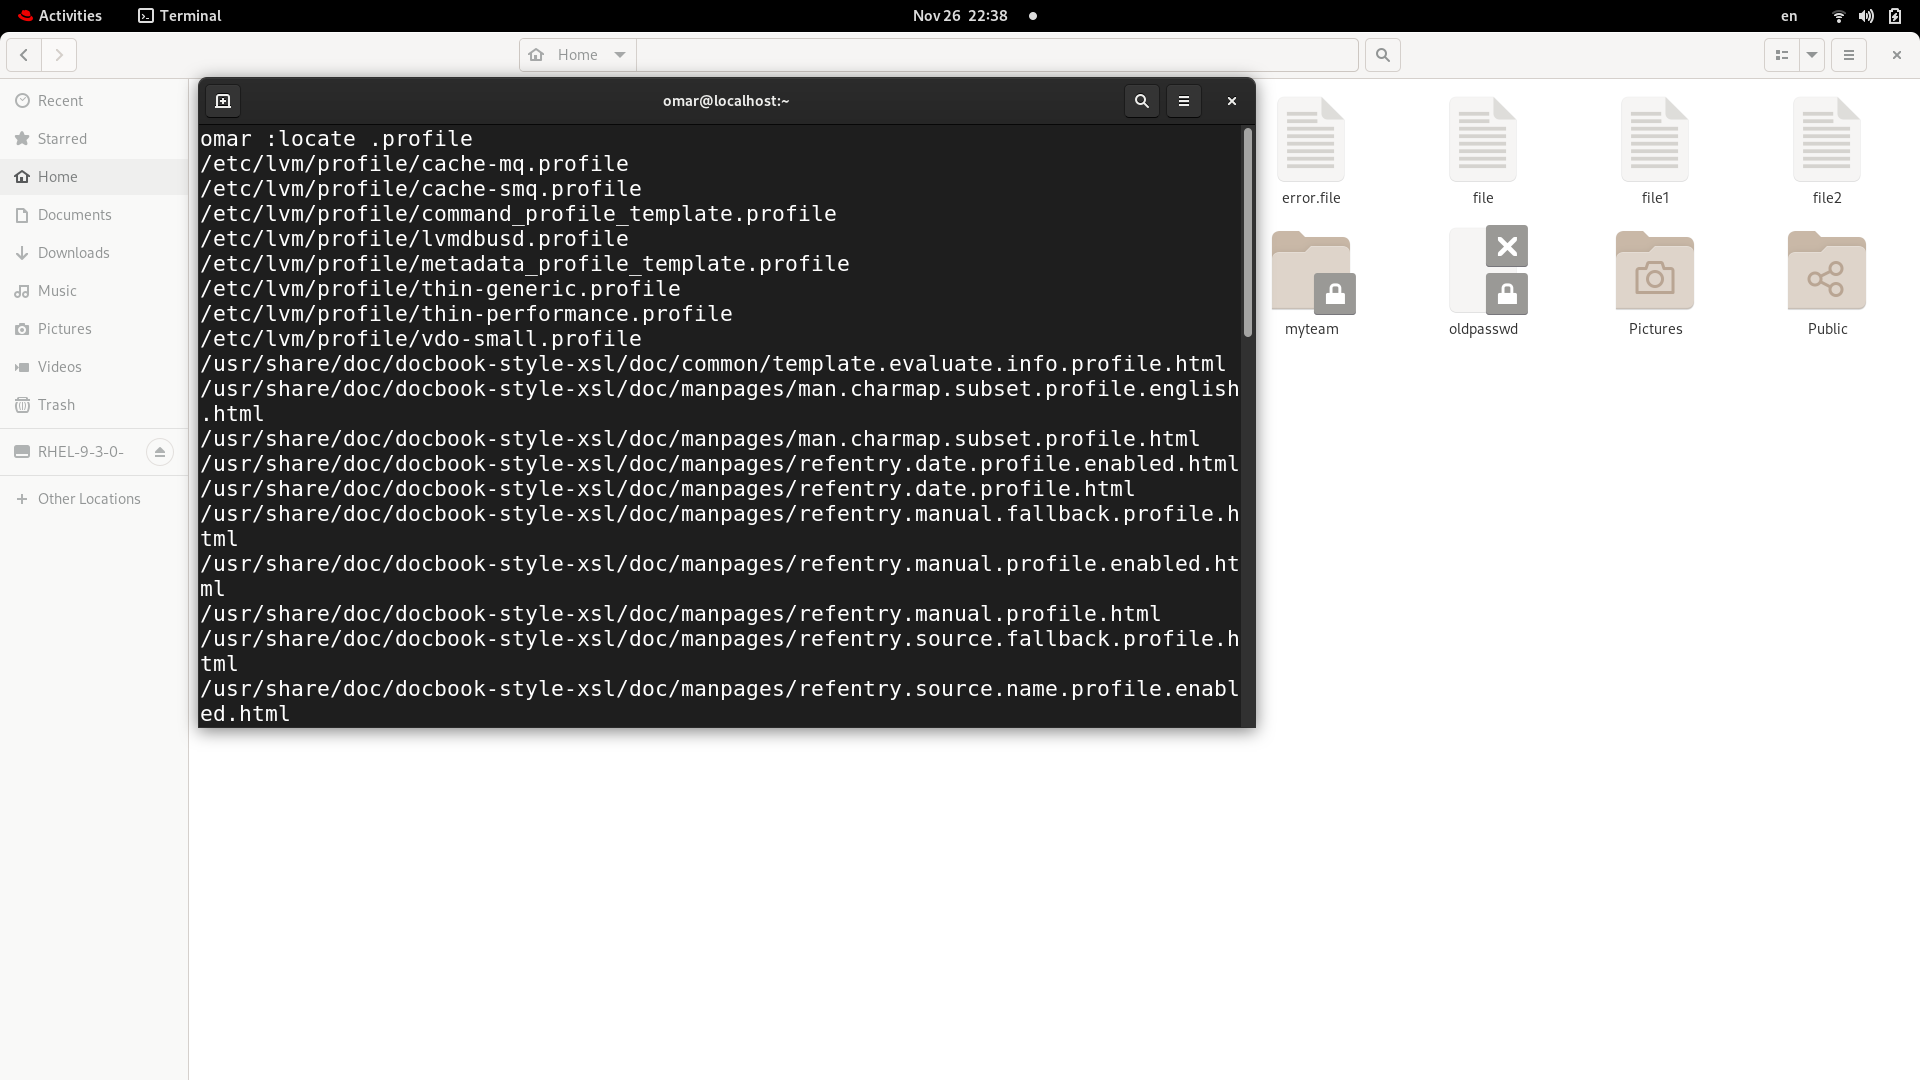 Activities
Terminal
Nov 26 22:38
en
Home
Recent
Starred
Home
Documents
Downloads
Music
Pictures
Videos
Trash
RHEL-9-3-0-
Other Locations
omar@localhost:~
omar :locate .profile
/etc/lvm/profile/cache-mq.profile
/etc/lvm/profile/cache-smq.profile
/etc/lvm/profile/command_profile_template.profile
/etc/lvm/profile/lvmdbusd.profile
/etc/lvm/profile/metadata_profile_template.profile
/etc/lvm/profile/thin-generic.profile
/etc/lvm/profile/thin-performance.profile
/etc/lvm/profile/vdo-small.profile
/usr/share/doc/docbook-style-xsl/doc/common/template.evaluate.info.profile.html
/usr/share/doc/docbook-style-xsl/doc/manpages/man.charmap.subset.profile.english
.html
/usr/share/doc/docbook-style-xsl/doc/manpages/man.charmap.subset.profile.html
/usr/share/doc/docbook-style-xsl/doc/manpages/refentry.date.profile.enabled.html
/usr/share/doc/docbook-style-xsl/doc/manpages/refentry.date.profile.html
/usr/share/doc/docbook-style-xsl/doc/manpages/refentry.manual.fallback.profile.h
tml
/usr/share/doc/docbook-style-xsl/doc/manpages/refentry.manual.profile.enabled.ht
ml
/usr/share/doc/docbook-style-xsl/doc/manpages/refentry.manual.profile.html
/usr/share/doc/docbook-style-xsl/doc/manpages/refentry.source.fallback.profile.h
tml
/usr/share/doc/docbook-style-xsl/doc/manpages/refentry.source.name.profile.enabl
ed.html
error.file
file
file1
file2
myteam
oldpasswd
Pictures
Public